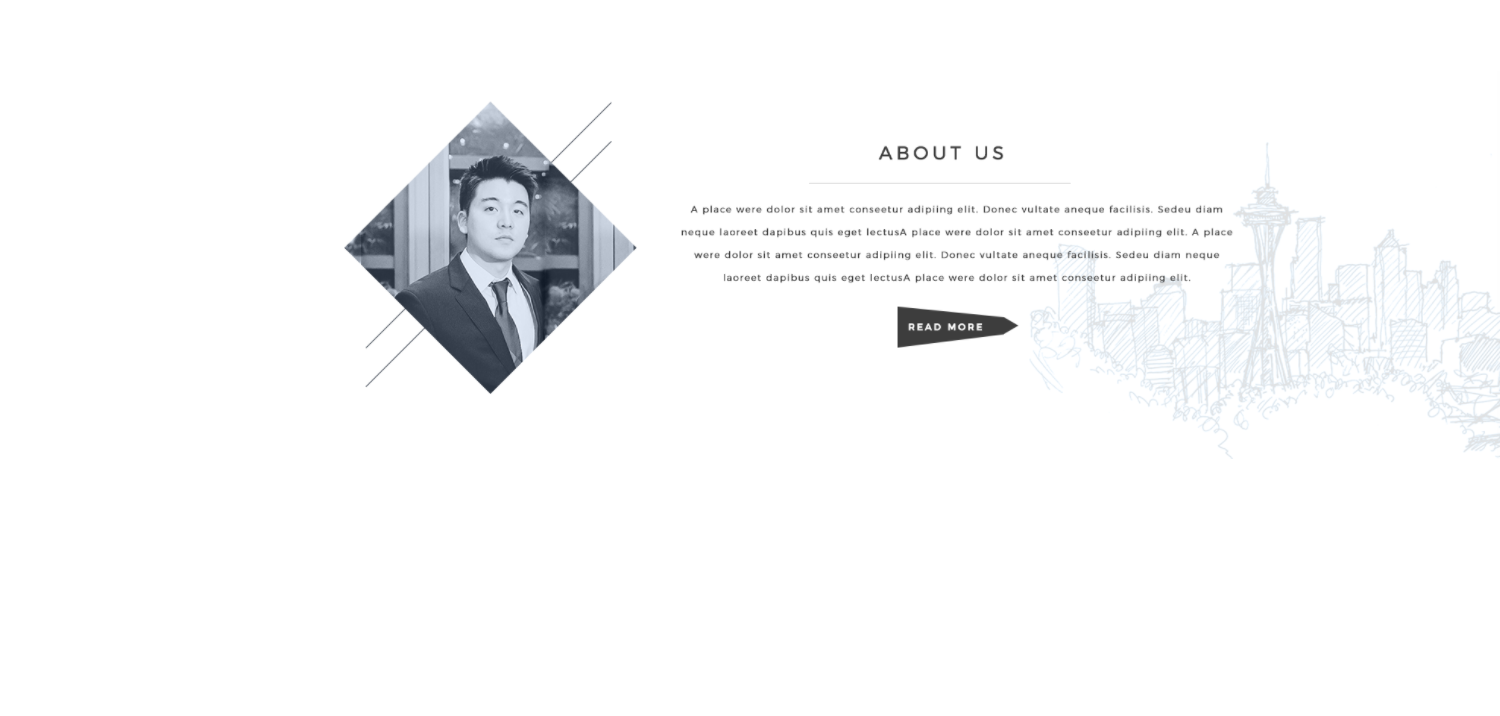 ABOUT US
A place were dolor sit amet conseetur adipiing elit. Donec vultate aneque facilisis. Sedeu diam
neque laoreet dapibus quis eget lectusA place were dolor sit amet conseetur adipiing elit. A place
were dolor sit amet conseetur adipiing elit. Donec vultate aneque facilisis. Sedeu diam neque
laoreet dapibus quis eget lectusA place were dolor sit amet conseetur adipiing elit.
READ MORE